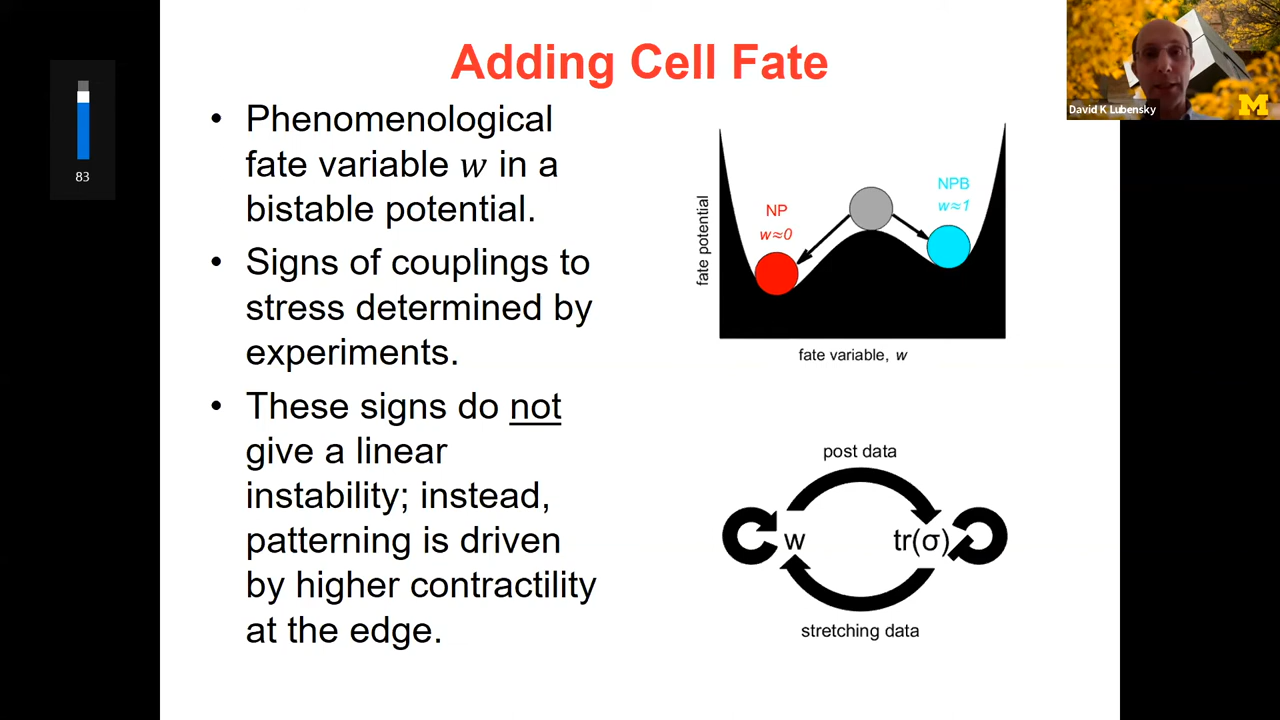 Adding Cell Fate
• Phenomenological
fate variable w in a
bistable potential.
• Signs of couplings to
stress determined by
experiments.
• These signs do not
give a linear
instability; instead,
patterning is driven
by higher contractility
at the edge.
fate potential
NP
w≈0
NPB
w≈1
fate variable, w
post data
w
tr(σ)
stretching data
83
David K Lubensky
M